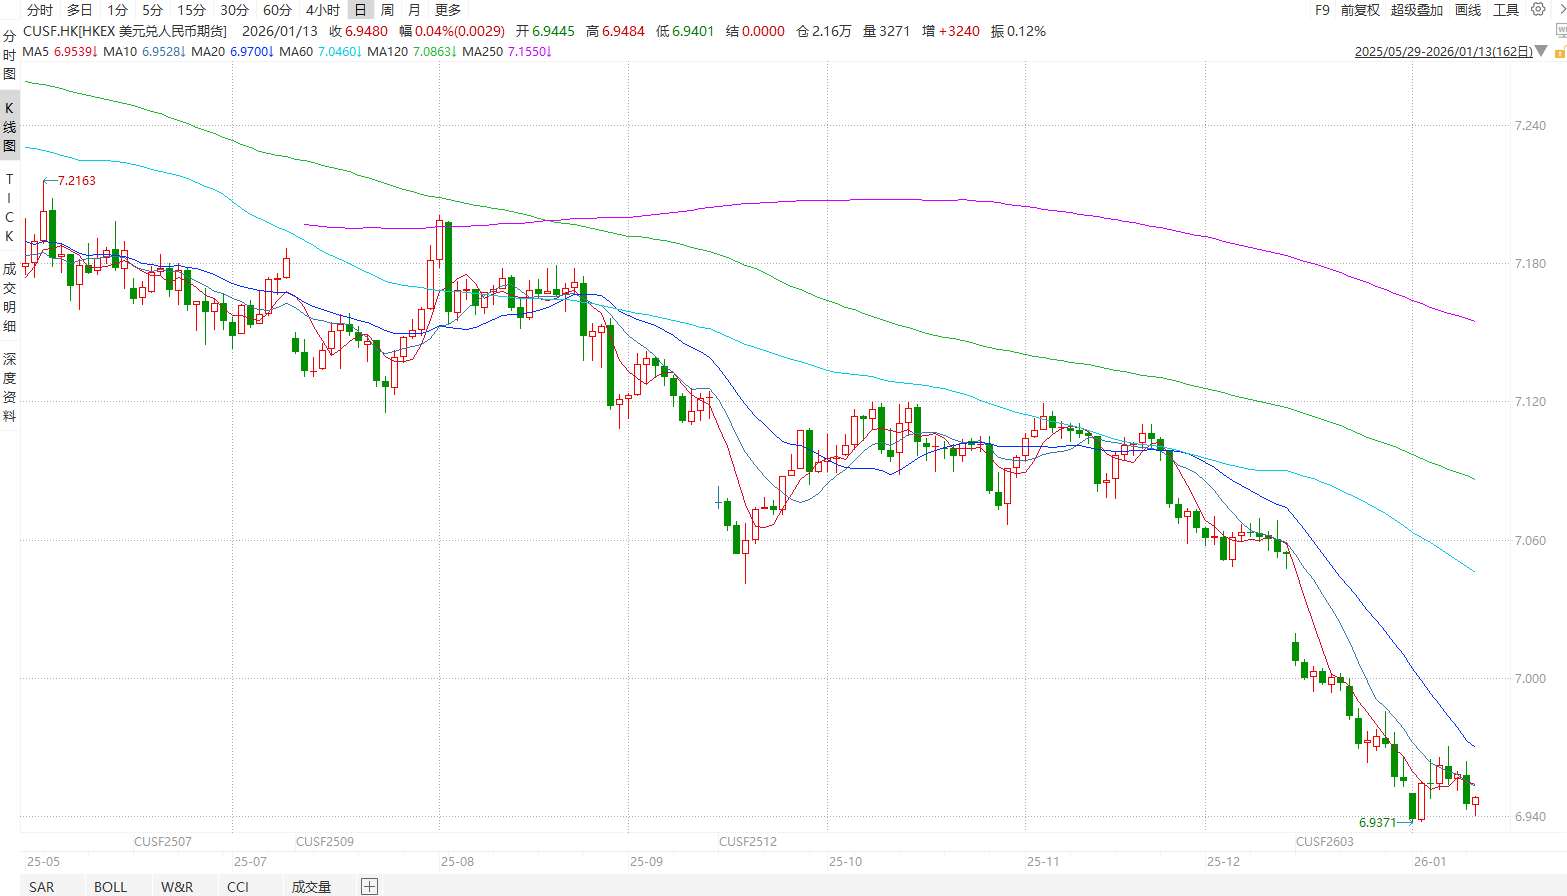 分时 多日 1分 5分 15分 30分 60分 4小时 日 周 月 更多 F9 前复权 超级叠加 画线 工具
CUSF.HK[HKEX 美元兑人民币期货] 2026/01/13 收 6.9480 幅 0.04%(0.0029) 开 6.9445 高 6.9484 低 6.9401 结 0.0000 仓 2.16万 量 3271 增 +3240 振 0.12%
MA5 6.9539↓ MA10 6.9528↓ MA20 6.9700↓ MA60 7.0460↓ MA120 7.0863↓ MA250 7.1550↓ 2025/05/29-2026/01/13(162日)
分时图
K线图
TICK
成交明细
深度资料
7.240
7.2163
7.180
7.120
7.060
7.000
6.940
6.9371
CUSF2507 CUSF2509 CUSF2512 CUSF2603
25-05 25-07 25-08 25-09 25-10 25-11 25-12 26-01
SAR BOLL W&R CCI 成交量